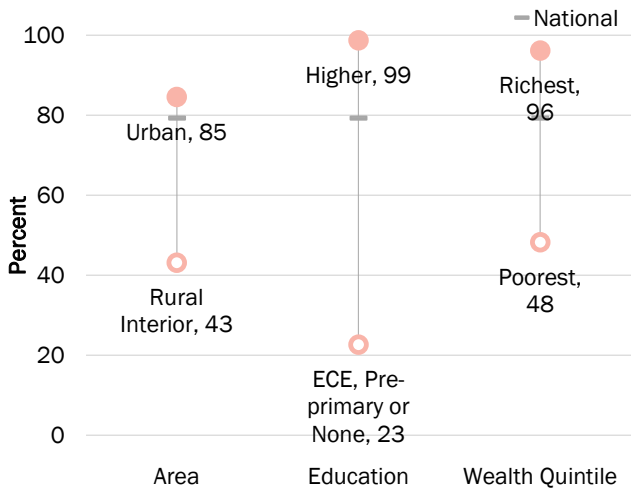 National
100
Higher, 99
Richest,
96
80
Urban, 85
60
Percent
40
Poorest,
48
Rural
Interior, 43
20
ECE, Pre-
primary or
None, 23
0
Area
Education
Wealth Quintile